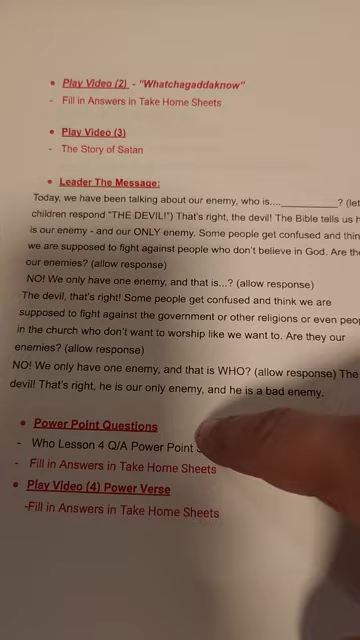 Play Video (2) - "Whatchagaddaknow"
- Fill in Answers in Take Home Sheets
Play Video (3)
- The Story of Satan
Leader The Message:
Today, we have been talking about our enemy, who is....__________? (let
children respond "THE DEVIL!") That's right, the devil! The Bible tells us
is our enemy - and our ONLY enemy. Some people get confused and
we are supposed to fight against people who don't believe in God. Are
our enemies? (allow response)
NO! We only have one enemy, and that is...? (allow response)
The devil, that's right! Some people get confused and think we are
supposed to fight against the government or other religions or even
in the church who don't want to worship like we want to. Are they our
enemies? (allow response)
NO! We only have one enemy, and that is WHO? (allow response) The
devil! That's right, he is our only enemy, and he is a bad enemy.
Power Point Questions
- Who Lesson 4 Q/A Power Point
- Fill in Answers in Take Home Sheets
Play Video (4) Power Verse
-Fill in Answers in Take Home Sheets